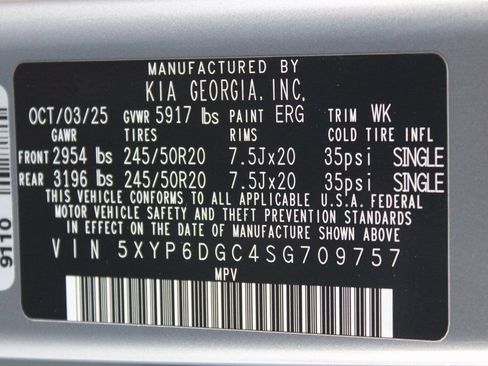 MANUFACTURED BY
KIA GEORGIA, INC.
OCT/03/25 GVWR 5917 lbs PAINT ERG TRIM WK
GAWR TIRES RIMS COLD TIRE INFL
FRONT 2954 lbs 245/50R20 7.5Jx20 35psi SINGLE
REAR 3196 lbs 245/50R20 7.5Jx20 35psi SINGLE
THIS VEHICLE CONFORMS TO ALL APPLICABLE U.S.A. FEDERAL
MOTOR VEHICLE SAFETY AND THEFT PREVENTION STANDARDS
IN EFFECT ON THE DATE OF MANUFACTURE SHOWN ABOVE.
VIN 5XYP6DGC4SG709757
MPV
9110